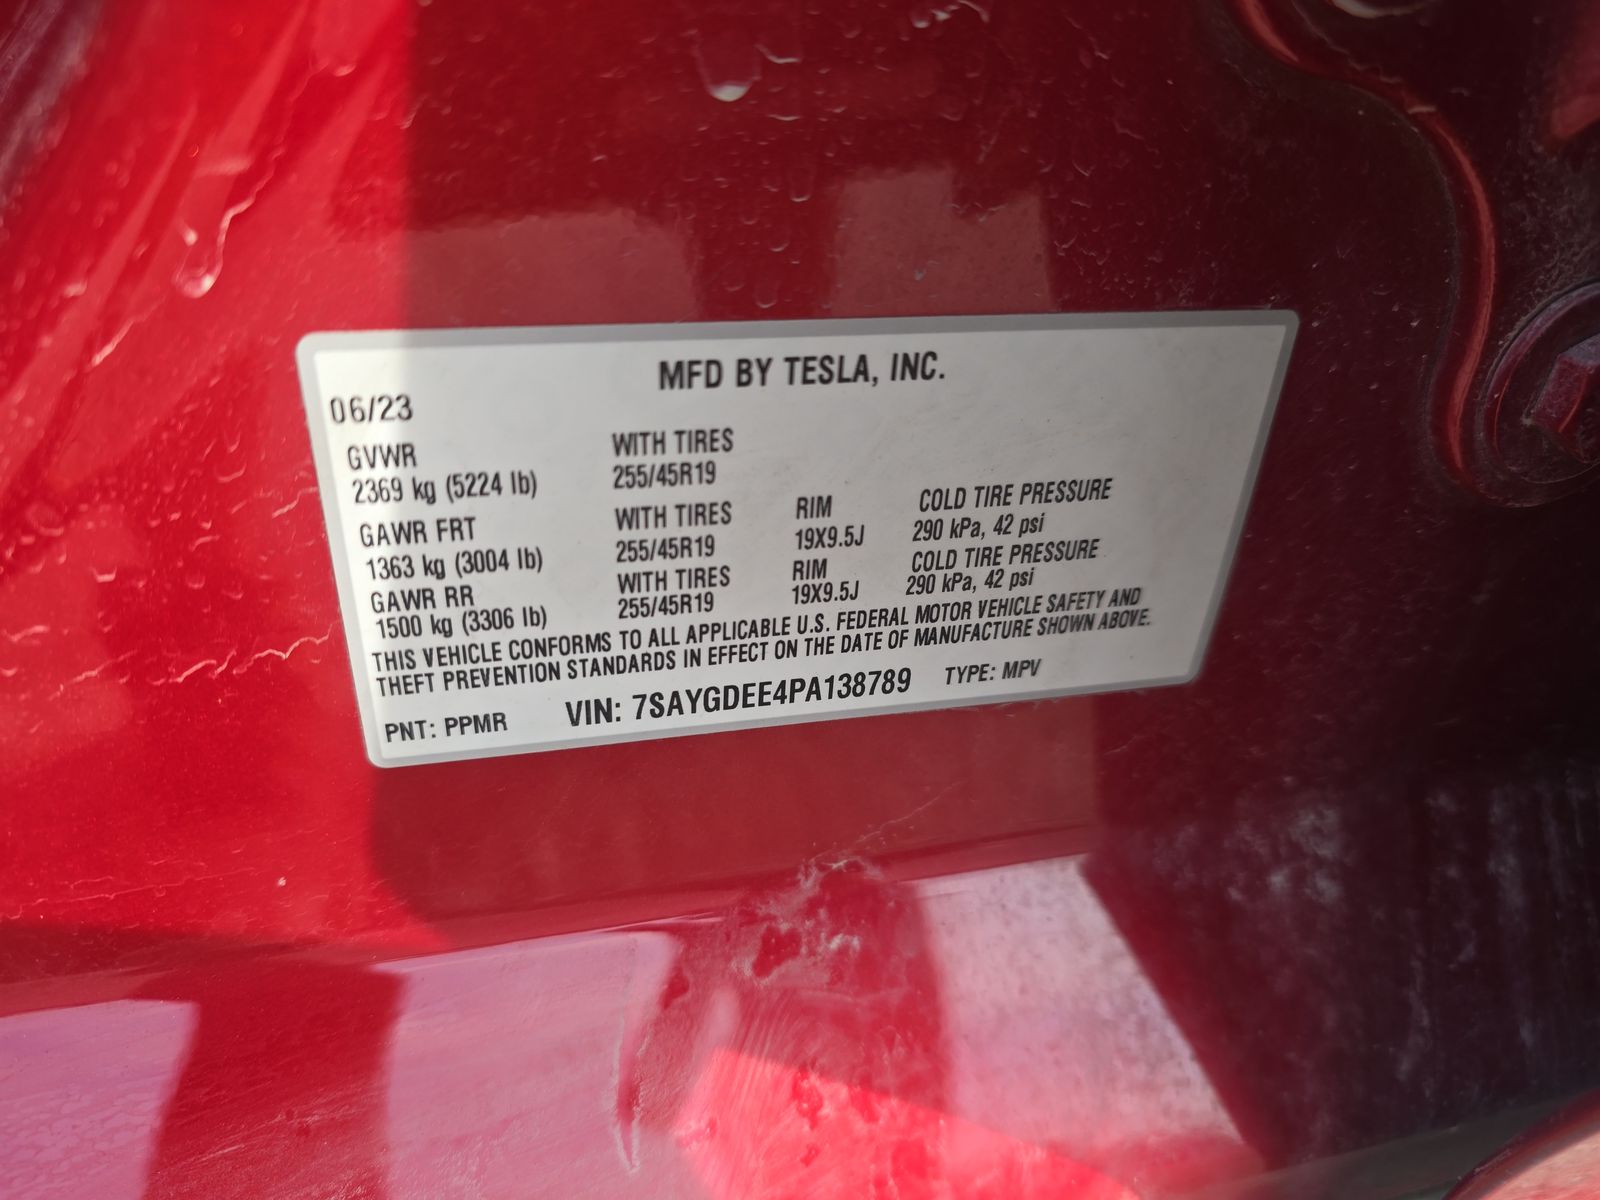 MFD BY TESLA, INC.
06/23
GVWR WITH TIRES
2369 kg (5224 lb) 255/45R19
GAWR FRT WITH TIRES RIM COLD TIRE PRESSURE
1363 kg (3004 lb) 255/45R19 19X9.5J 290 kPa, 42 psi
GAWR RR WITH TIRES RIM COLD TIRE PRESSURE
1500 kg (3306 lb) 255/45R19 19X9.5J 290 kPa, 42 psi
THIS VEHICLE CONFORMS TO ALL APPLICABLE U.S. FEDERAL MOTOR VEHICLE SAFETY AND
THEFT PREVENTION STANDARDS IN EFFECT ON THE DATE OF MANUFACTURE SHOWN ABOVE.
PNT: PPMR VIN: 7SAYGDEE4PA138789 TYPE: MPV